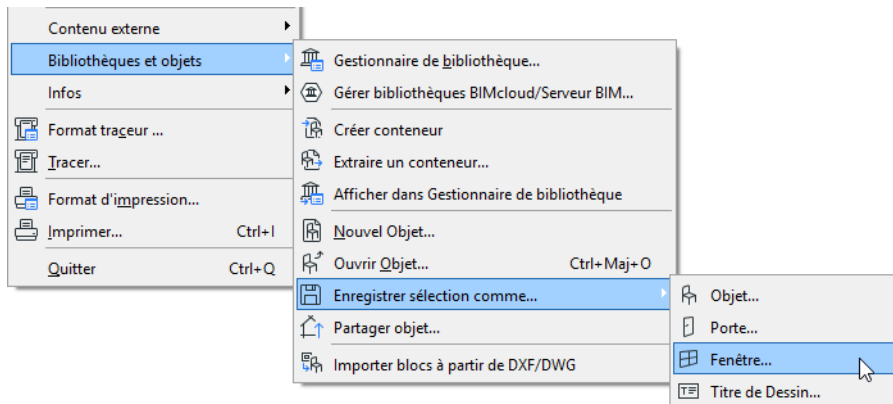 Contenu externe
Bibliothèques et objets
Infos
Format traceur ...
Tracer...
Format d'impression...
Imprimer... Ctrl+I
Quitter Ctrl+Q
Gestionnaire de bibliothèque...
Gérer bibliothèques BIMcloud/Serveur BIM...
Créer conteneur
Extraire un conteneur...
Afficher dans Gestionnaire de bibliothèque
Nouvel Objet...
Ouvrir Objet... Ctrl+Maj+O
Enregistrer sélection comme...
Partager objet...
Importer blocs à partir de DXF/DWG
Objet...
Porte...
Fenêtre...
Titre de Dessin...